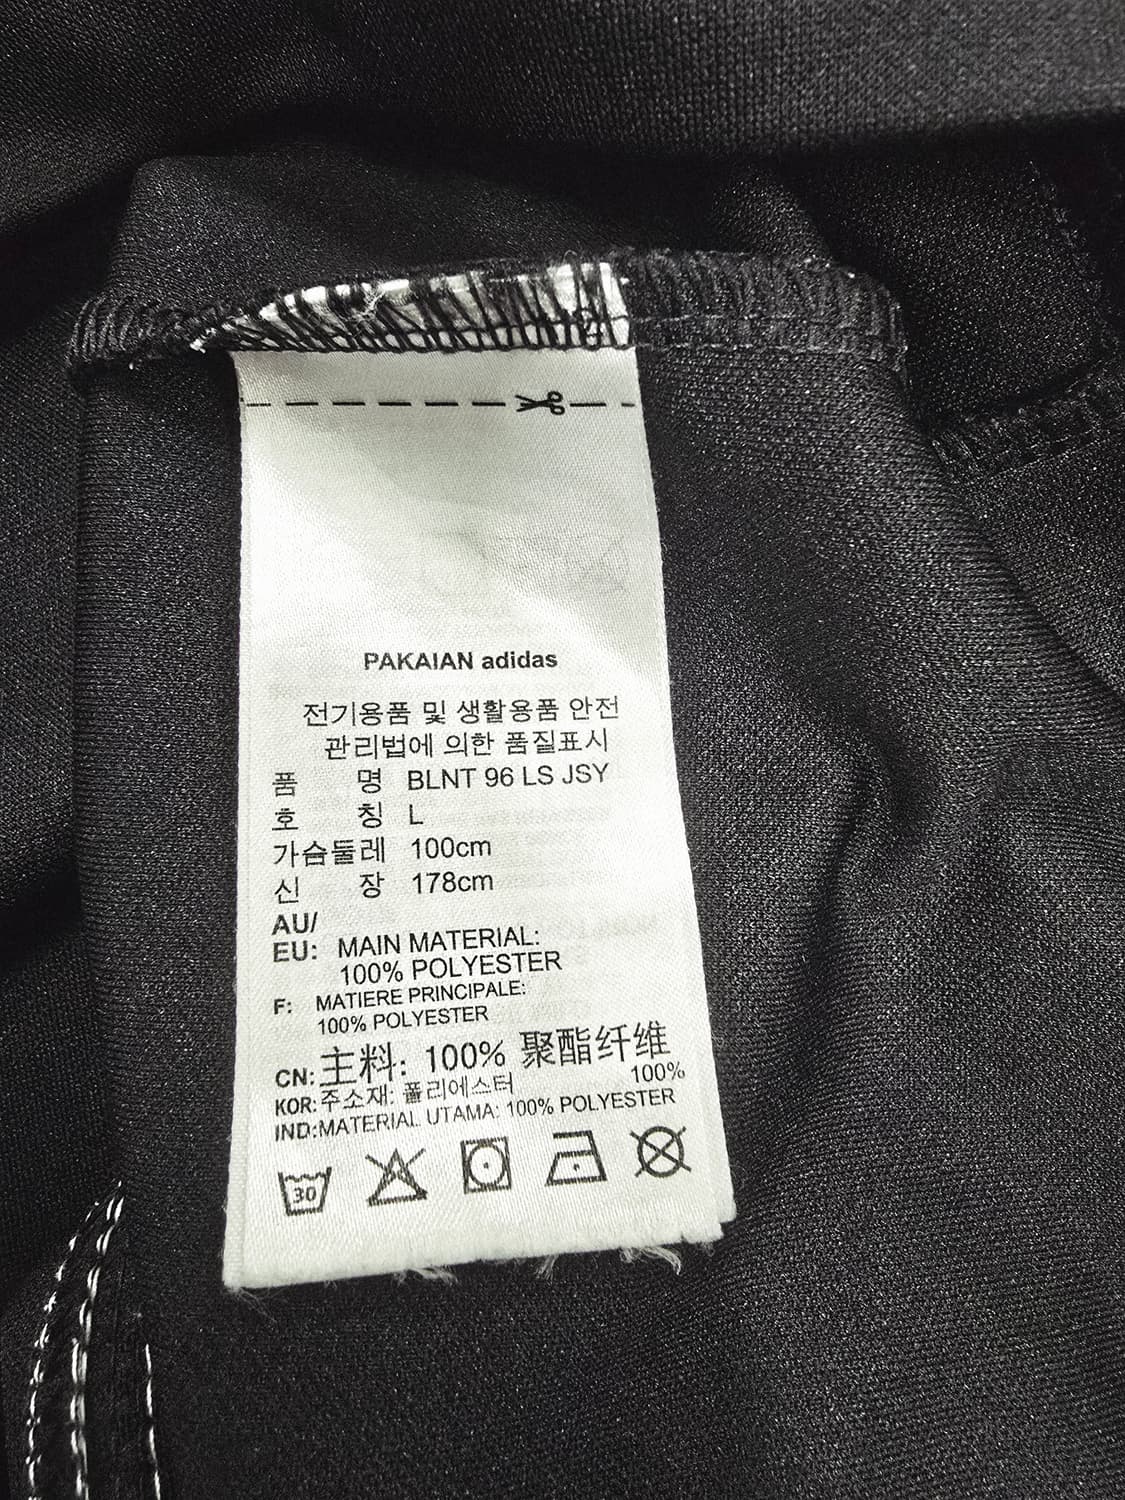 PAKAIAN adidas
전기용품 및 생활용품 안전
관리법에 의한 품질표시
품 명 BLNT 96 LS JSY
호 칭 L
가슴둘레 100cm
신 장 178cm
AU/
EU: MAIN MATERIAL:
100% POLYESTER
F: MATIERE PRINCIPALE:
100% POLYESTER
CN: 主料: 100% 聚酯纤维
KOR: 주소재: 폴리에스터 100%
IND: MATERIAL UTAMA: 100% POLYESTER
30